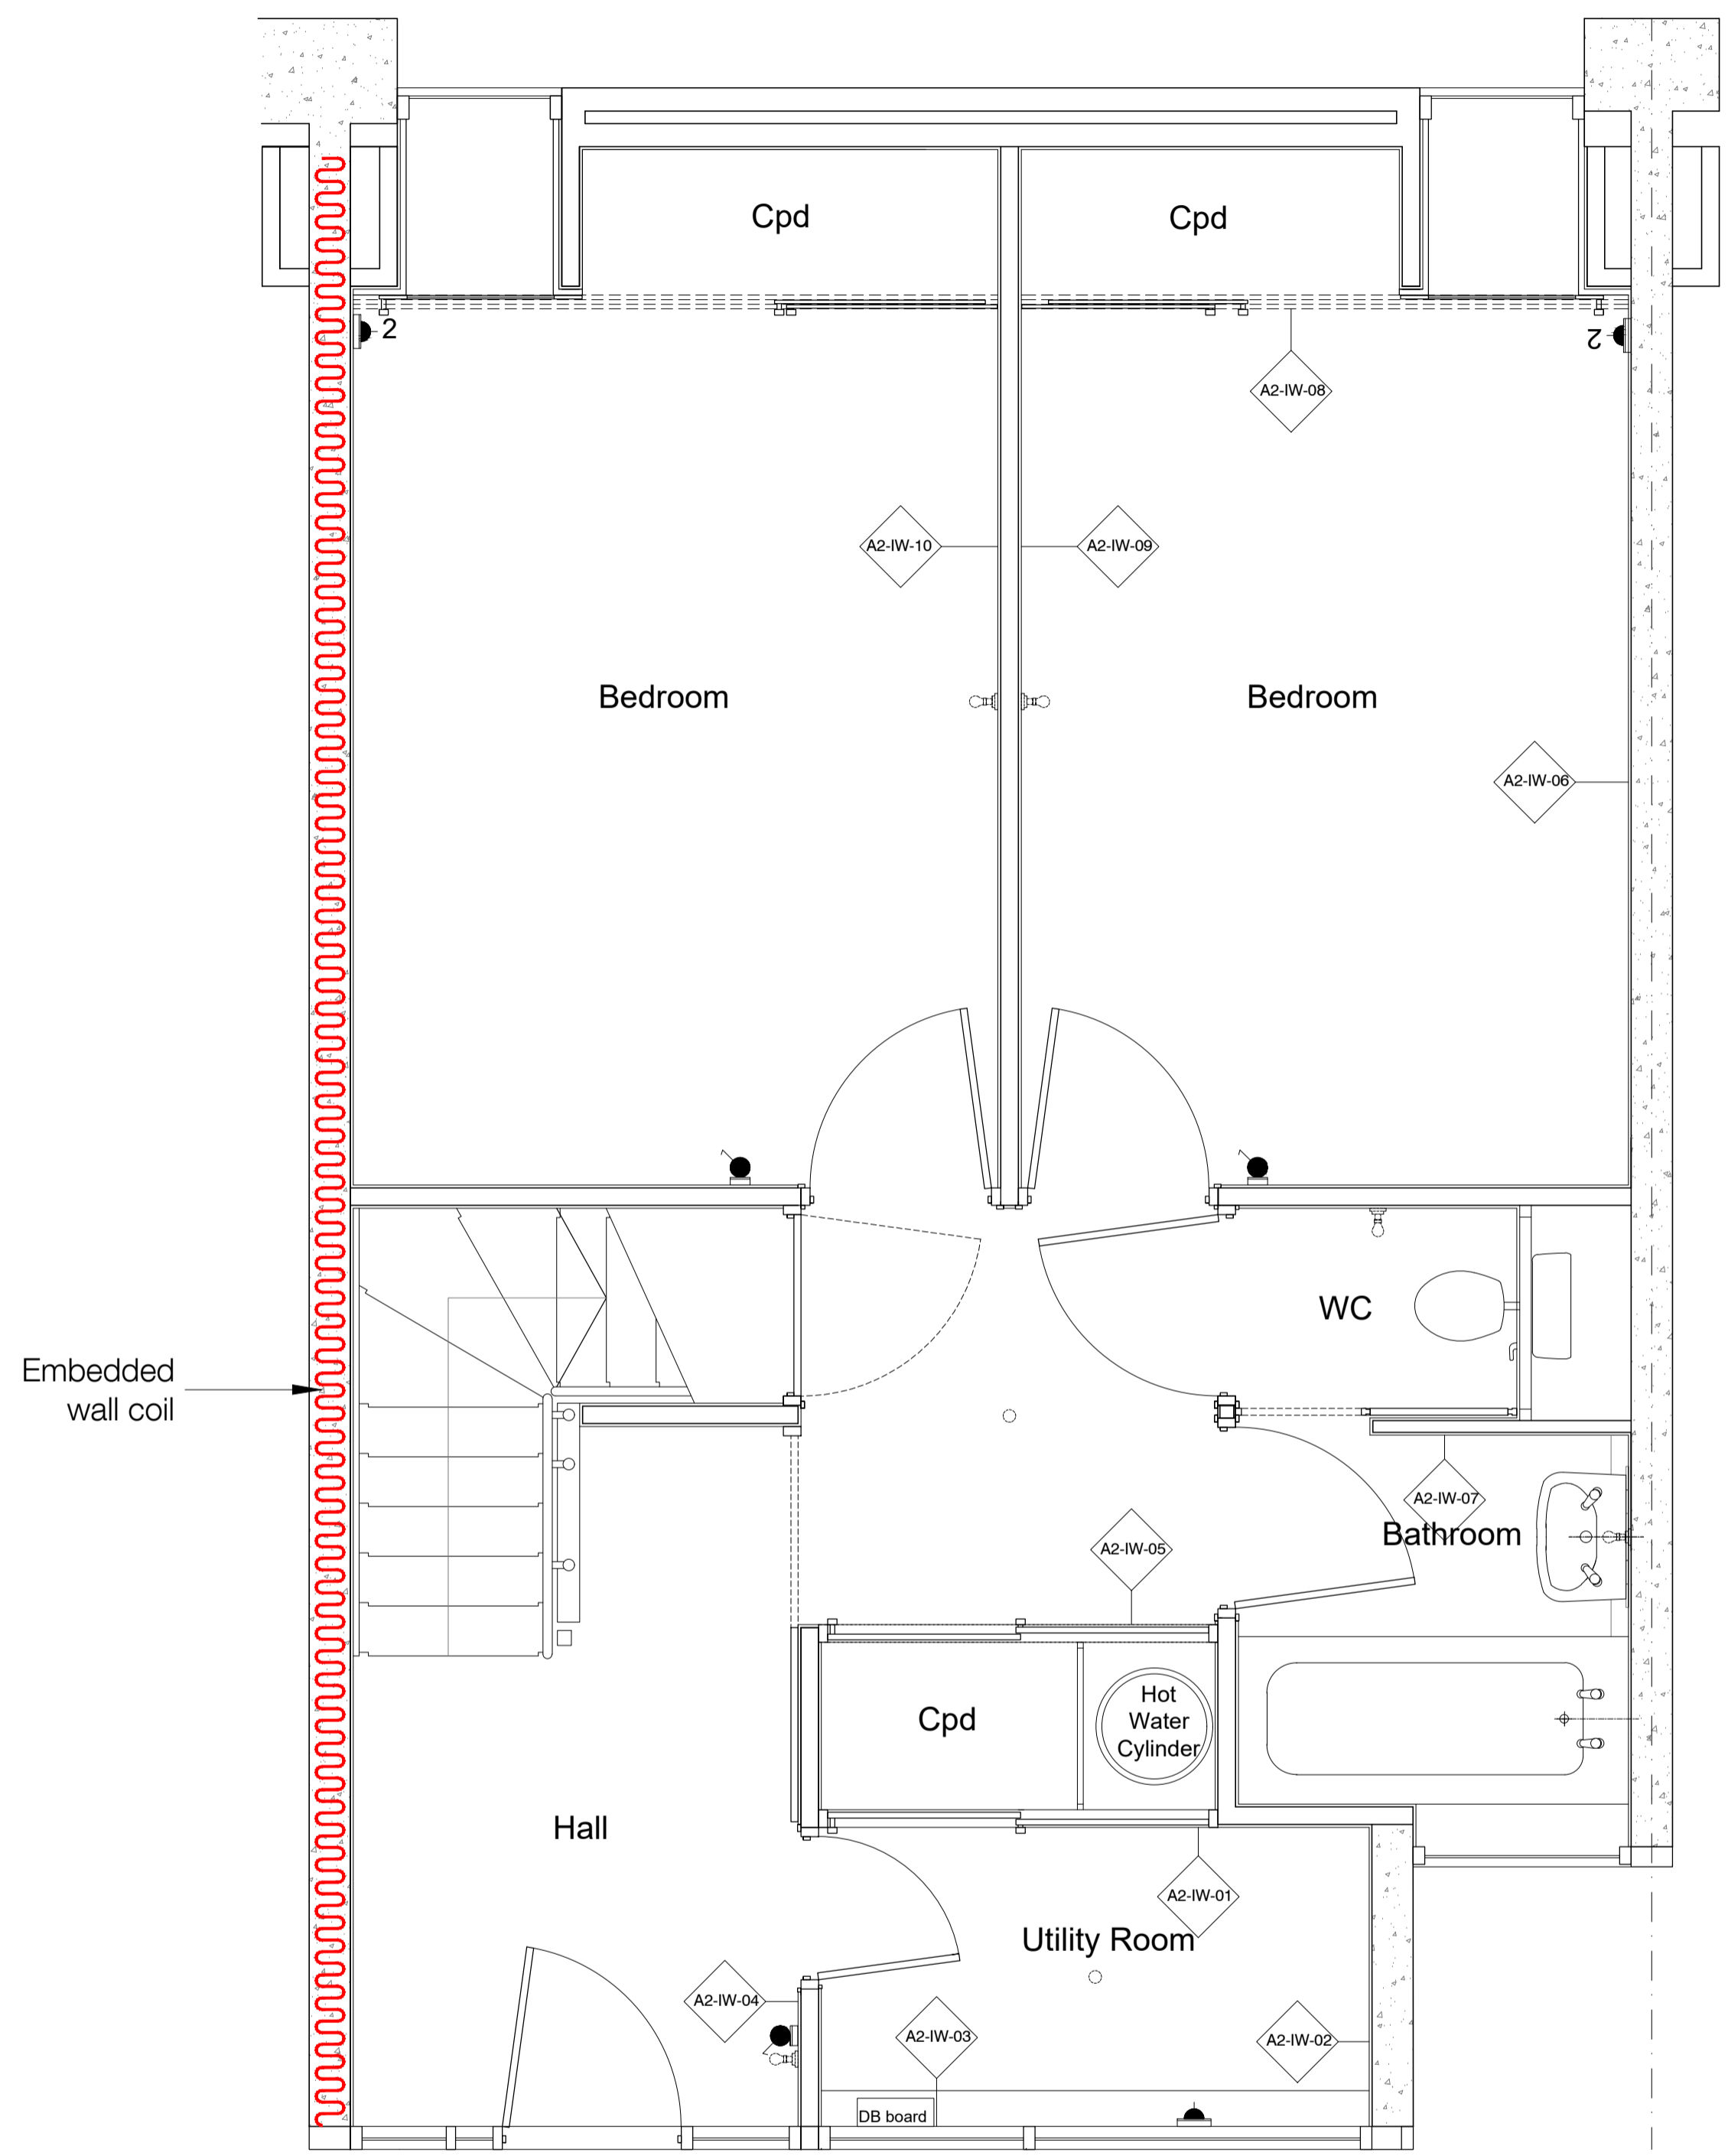 Cpd
Cpd
2
2
A2-IW-08
A2-IW-10
A2-IW-09
Bedroom
Bedroom
A2-IW-06
WC
Embedded
wall coil
A2-IW-07
Bathroom
A2-IW-05
Hot
Water
Cylinder
Cpd
Hall
A2-IW-01
Utility Room
A2-IW-04
A2-IW-03
A2-IW-02
DB board